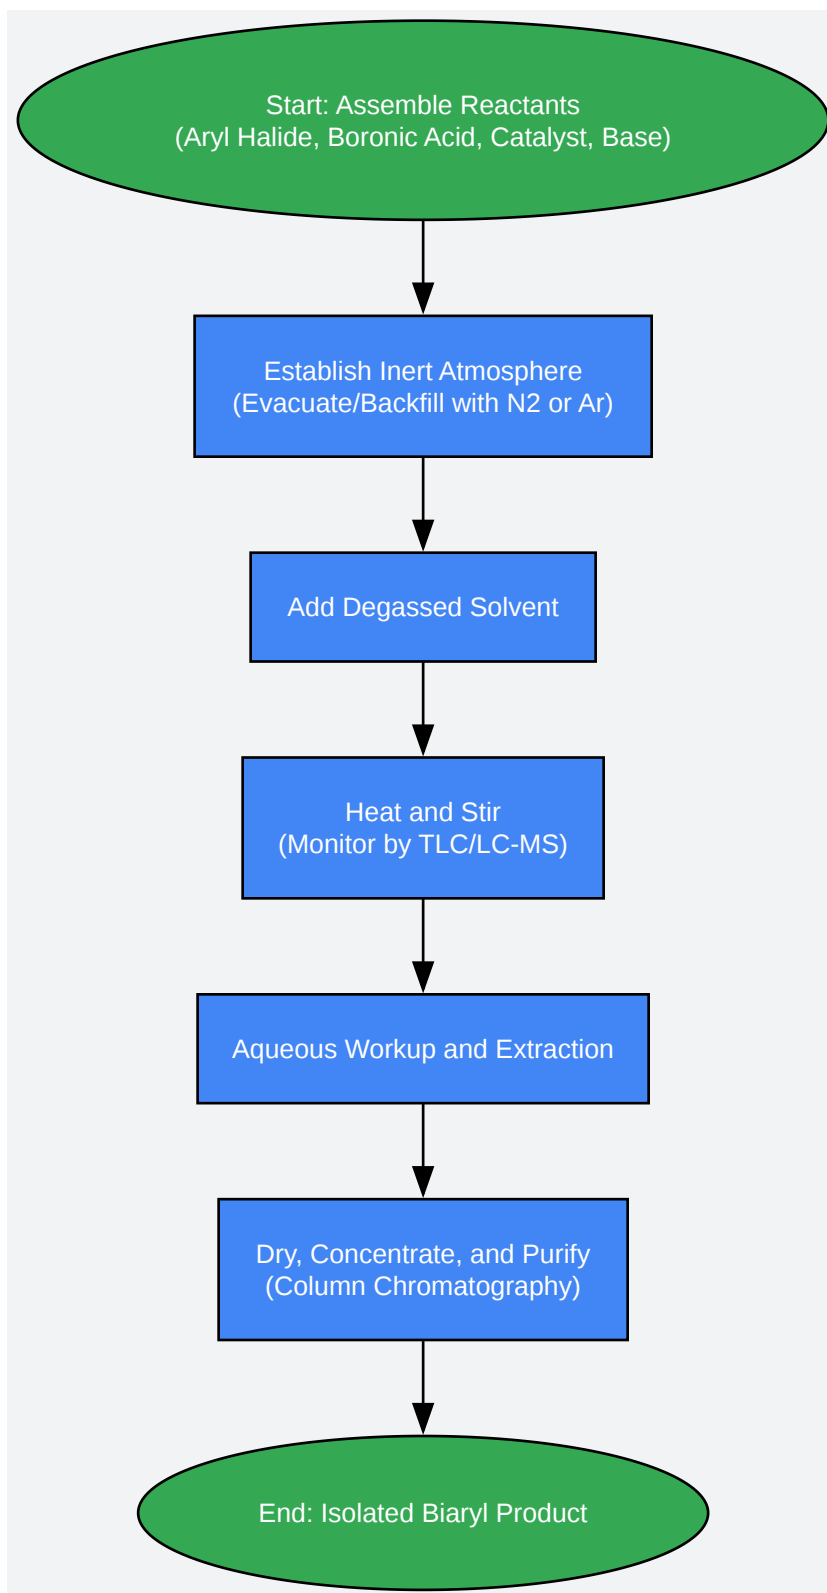 Start: Assemble Reactants
(Aryl Halide, Boronic Acid, Catalyst, Base)
Establish Inert Atmosphere
(Evacuate/Backfill with N2 or Ar)
Add Degassed Solvent
Heat and Stir
(Monitor by TLC/LC-MS)
Aqueous Workup and Extraction
Dry, Concentrate, and Purify
(Column Chromatography)
End: Isolated Biaryl Product